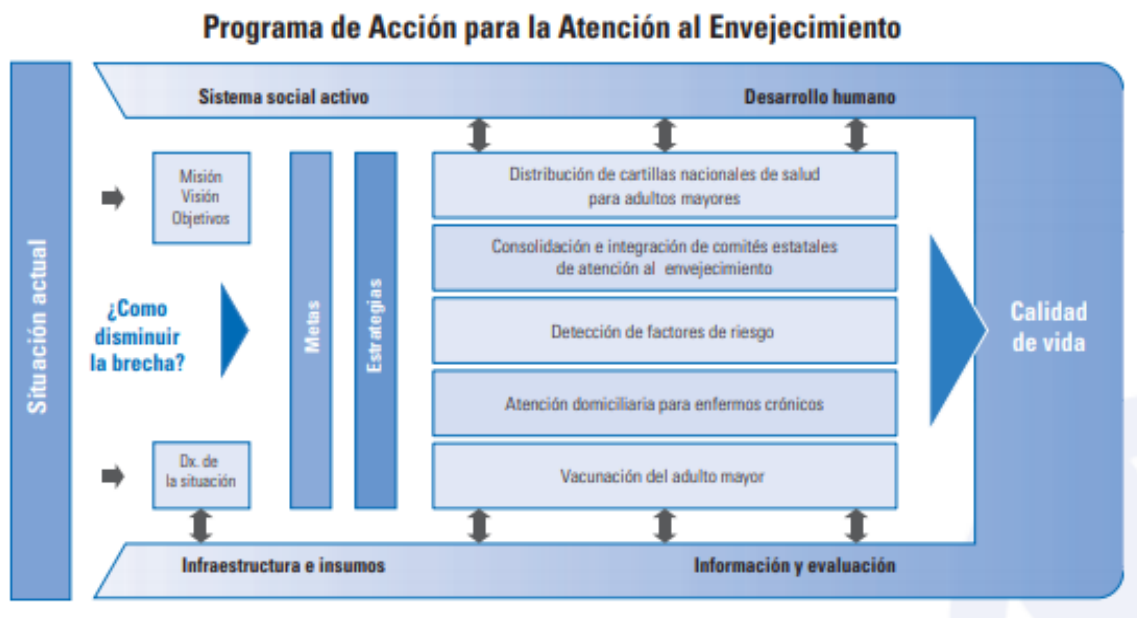 Programa de Acción para la Atención al Envejecimiento
Sistema social activo
Desarrollo humano
Situación actual
Misión
Visión
Objetivos
¿Como
disminuir
la brecha?
Dx. de
la situación
Metas
Estrategias
Distribución de cartillas nacionales de salud
para adultos mayores
Consolidación e integración de comités estatales
de atención al envejecimiento
Detección de factores de riesgo
Atención domiciliaria para enfermos crónicos
Vacunación del adulto mayor
Calidad
de vida
Infraestructura e insumos
Información y evaluación